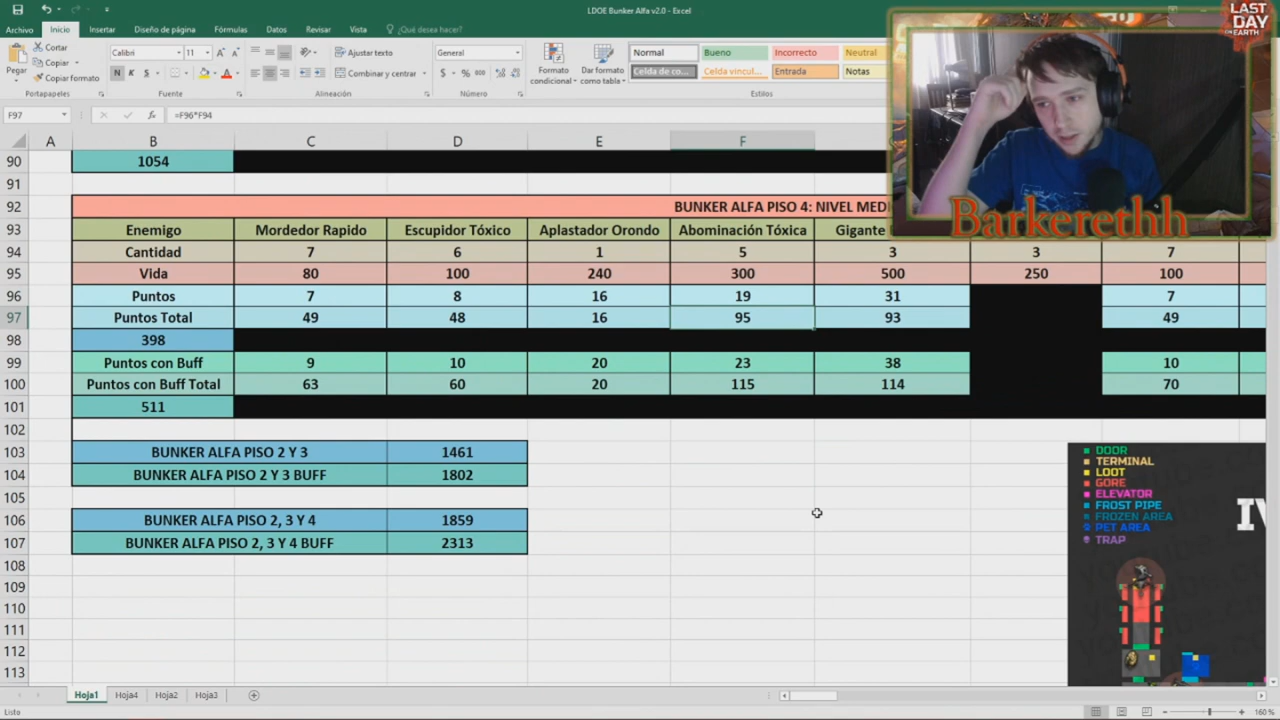 LDOE Bunker Alfa v2.0 - Excel
LAST DAY ON EARTH
Archivo Inicio Insertar Diseño de página Fórmulas Datos Revisar Vista ¿Qué desea hacer?
Cortar
Copiar
Copiar formato
Pegar
Calibri 11
N K S
Ajustar texto
Combinar y centrar
General
$ % 000
Formato condicional
Dar formato como tabla
Normal Bueno Incorrecto Neutral
Celda de co... Celda vincul... Entrada Notas
Portapapeles Fuente Alineación Número Estilos
F97 fx =F96*F94
A B C D E F
90 1054
91
92 BUNKER ALFA PISO 4: NIVEL MEDI
Barkerethh
93 Enemigo Mordedor Rapido Escupidor Tóxico Aplastador Orondo Abominación Tóxica Gigante
94 Cantidad 7 6 1 5 3 3 7
95 Vida 80 100 240 300 500 250 100
96 Puntos 7 8 16 19 31 7
97 Puntos Total 49 48 16 95 93 49
98 398
99 Puntos con Buff 9 10 20 23 38 10
100 Puntos con Buff Total 63 60 20 115 114 70
101 511
102
103 BUNKER ALFA PISO 2 Y 3 1461
104 BUNKER ALFA PISO 2 Y 3 BUFF 1802
105
106 BUNKER ALFA PISO 2, 3 Y 4 1859
107 BUNKER ALFA PISO 2, 3 Y 4 BUFF 2313
108
109
110
111
112
113
DOOR
TERMINAL
LOOT
GORE
ELEVATOR
FROST PIPE
FROZEN AREA
PET AREA
TRAP
IV
Hoja1 Hoja4 Hoja2 Hoja3
Listo
160 %